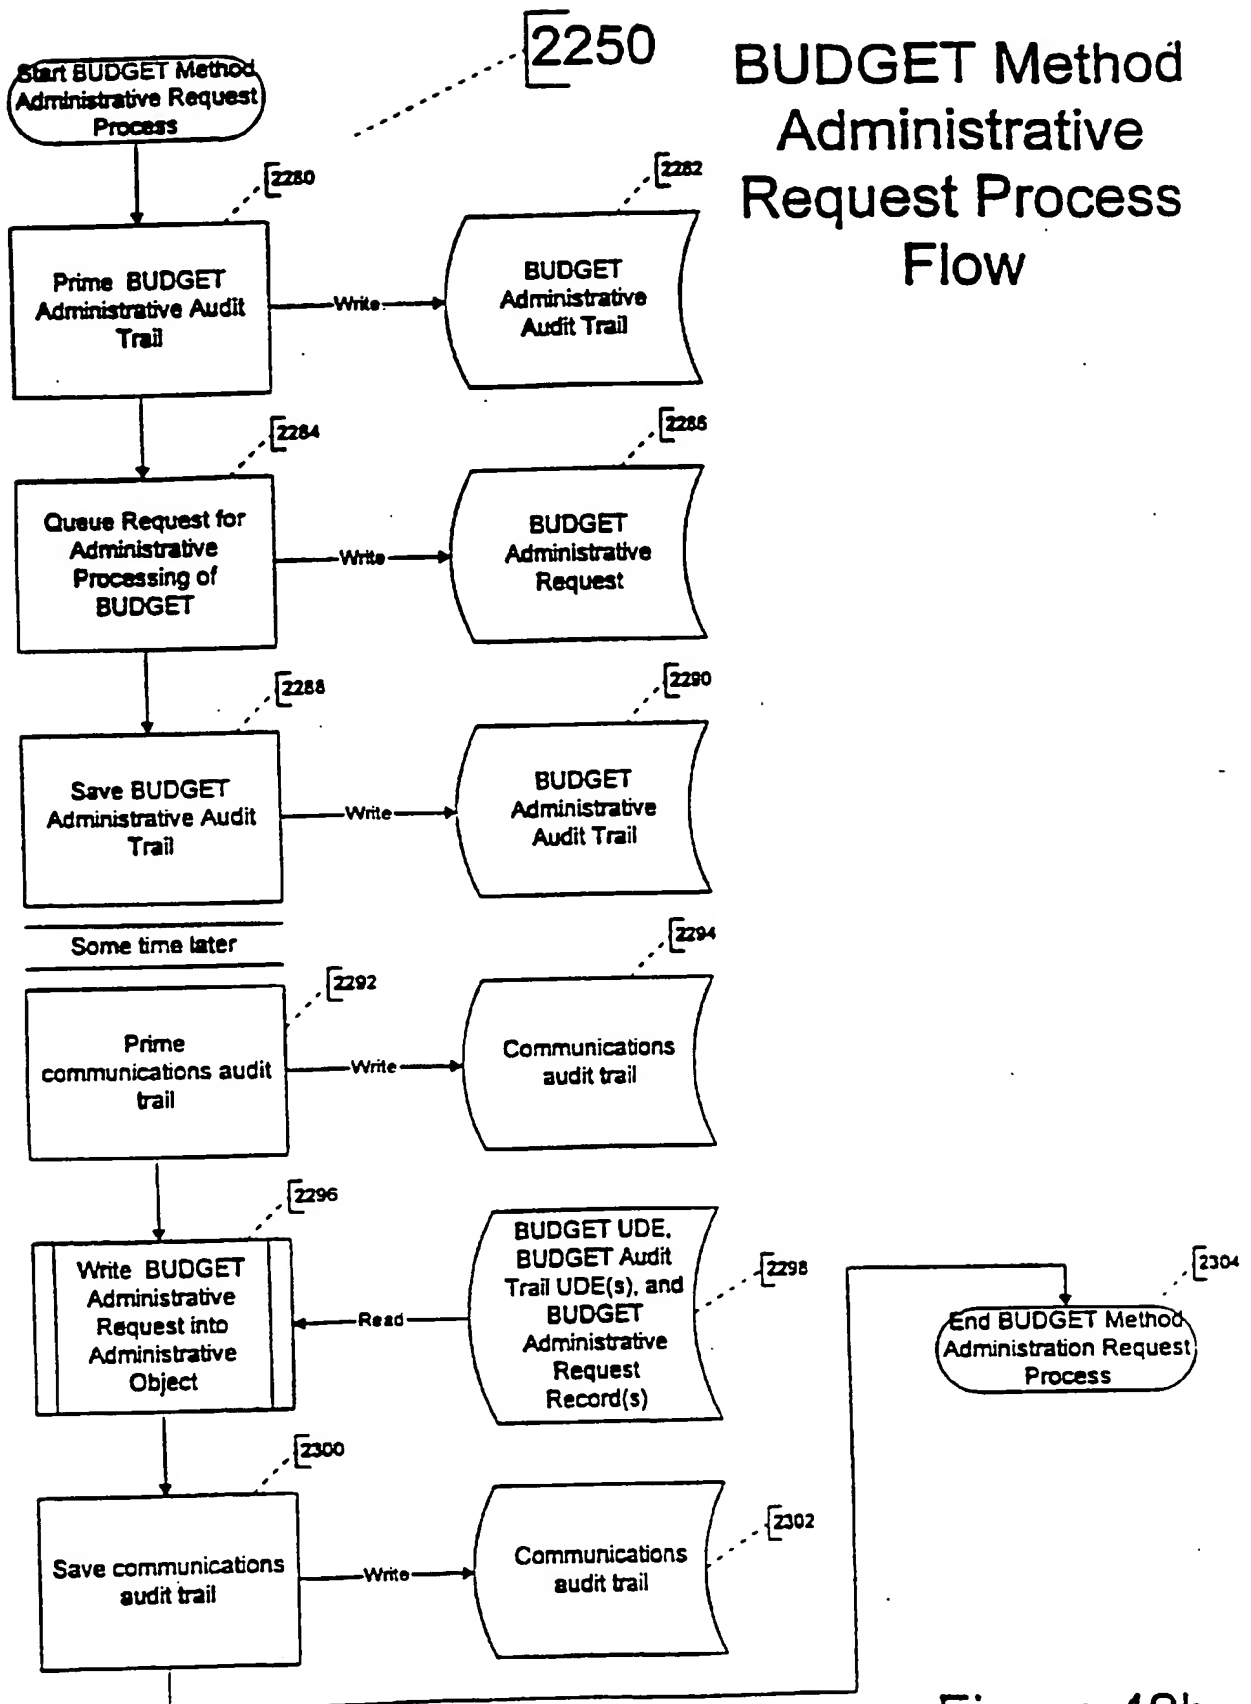 2250
BUDGET Method
Administrative
Request Process
Flow
Start BUDGET Method
Administrative Request
Process
2280
Prime BUDGET
Administrative Audit
Trail
Write
2282
BUDGET
Administrative
Audit Trail
2284
Queue Request for
Administrative
Processing of
BUDGET
Write
2286
BUDGET
Administrative
Request
2288
Save BUDGET
Administrative Audit
Trail
Write
2290
BUDGET
Administrative
Audit Trail
Some time later
2292
Prime
communications audit
trail
Write
2294
Communications
audit trail
2296
Write BUDGET
Administrative
Request into
Administrative
Object
Read
BUDGET UDE,
BUDGET Audit
Trail UDE(s), and
BUDGET
Administrative
Request
Record(s)
2298
2300
Save communications
audit trail
Write
Communications
audit trail
2302
2304
End BUDGET Method
Administration Request
Process